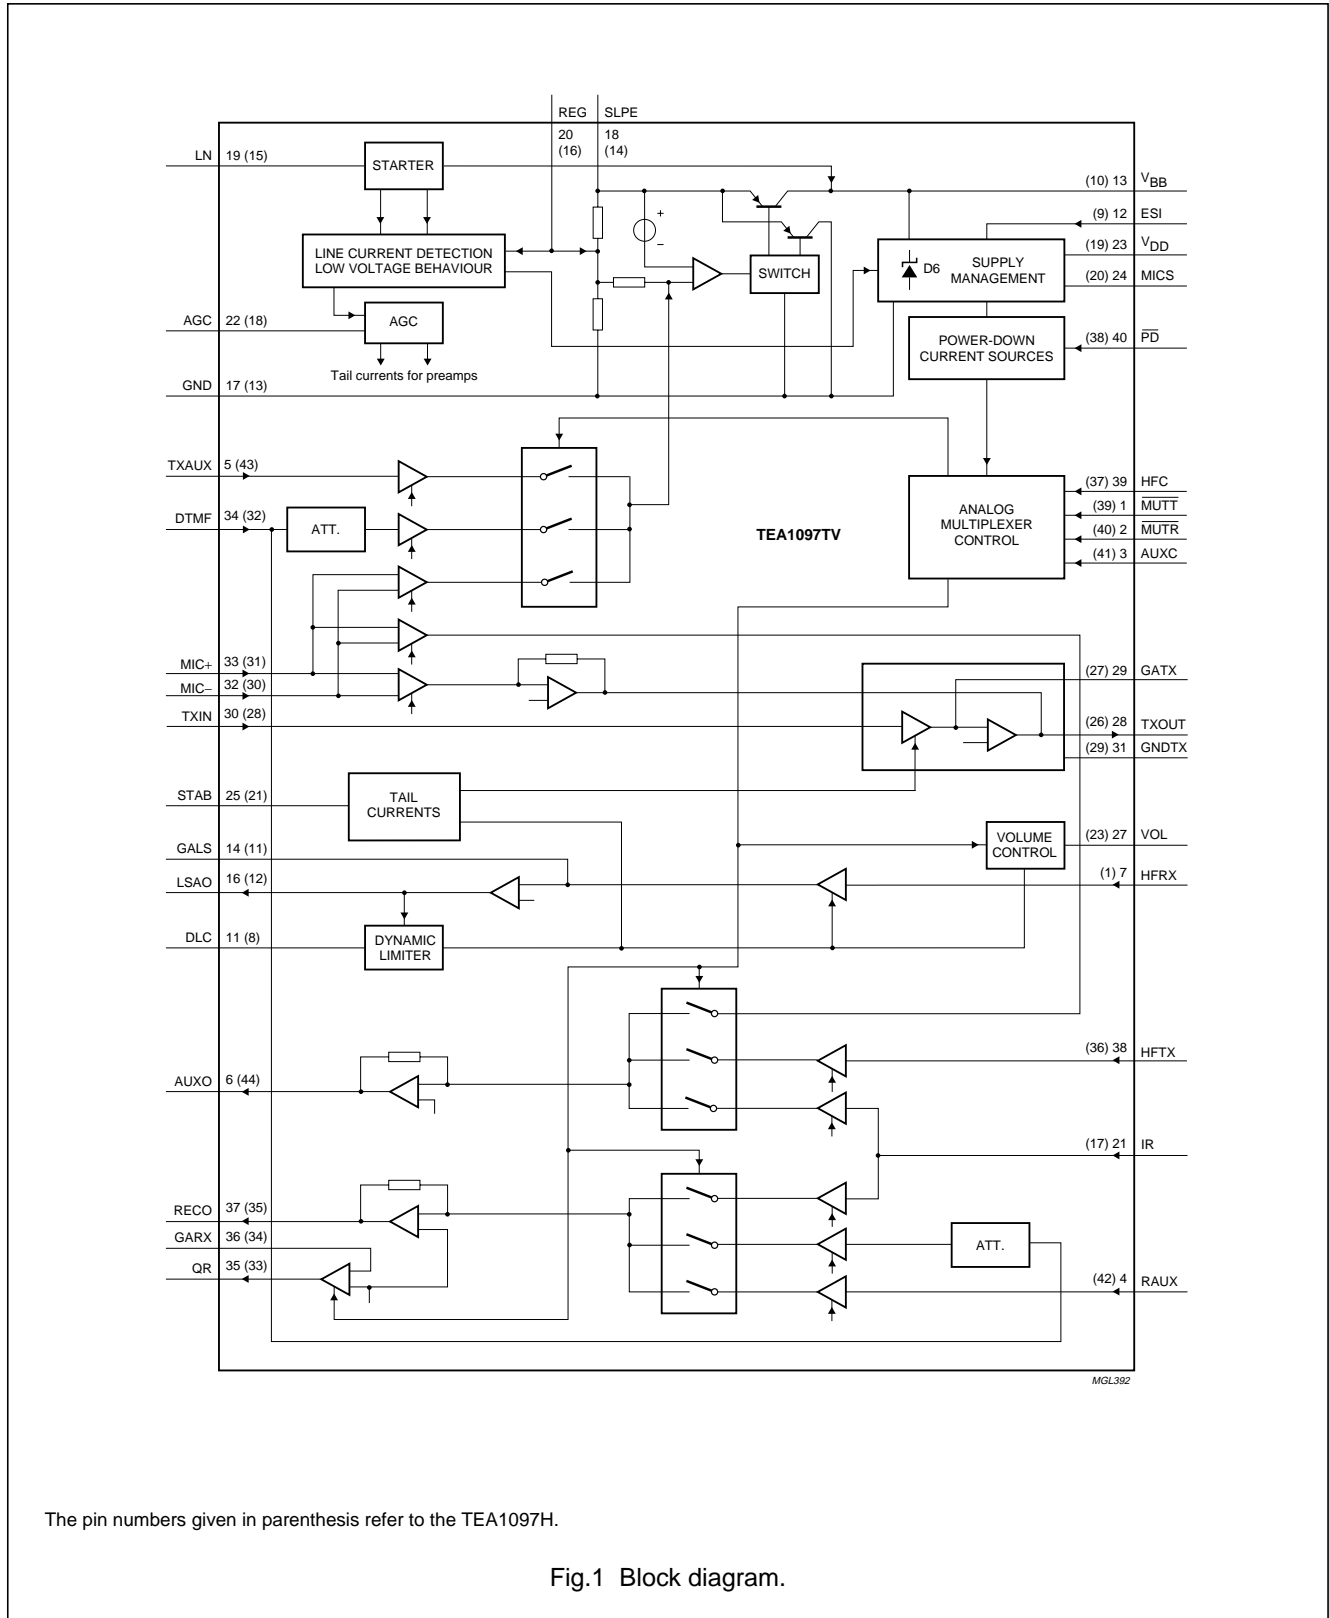 REG SLPE
20 18
(16) (14)
LN 19 (15)
STARTER
(10) 13 VBB
(9) 12 ESI
LINE CURRENT DETECTION
LOW VOLTAGE BEHAVIOUR
+
−
SWITCH
D6
SUPPLY
MANAGEMENT
(19) 23 VDD
(20) 24 MICS
AGC 22 (18)
AGC
POWER-DOWN
CURRENT SOURCES
(38) 40 PD
Tail currents for preamps
GND 17 (13)
TXAUX 5 (43)
DTMF 34 (32)
ATT.
TEA1097TV
ANALOG
MULTIPLEXER
CONTROL
(37) 39 HFC
(39) 1 MUTT
(40) 2 MUTR
(41) 3 AUXC
MIC+ 33 (31)
MIC− 32 (30)
TXIN 30 (28)
(27) 29 GATX
(26) 28 TXOUT
(29) 31 GNDTX
STAB 25 (21)
TAIL
CURRENTS
GALS 14 (11)
LSAO 16 (12)
VOLUME
CONTROL
(23) 27 VOL
(1) 7 HFRX
DLC 11 (8)
DYNAMIC
LIMITER
(36) 38 HFTX
AUXO 6 (44)
(17) 21 IR
RECO 37 (35)
GARX 36 (34)
QR 35 (33)
ATT.
(42) 4 RAUX
MGL392
The pin numbers given in parenthesis refer to the TEA1097H.
Fig.1 Block diagram.